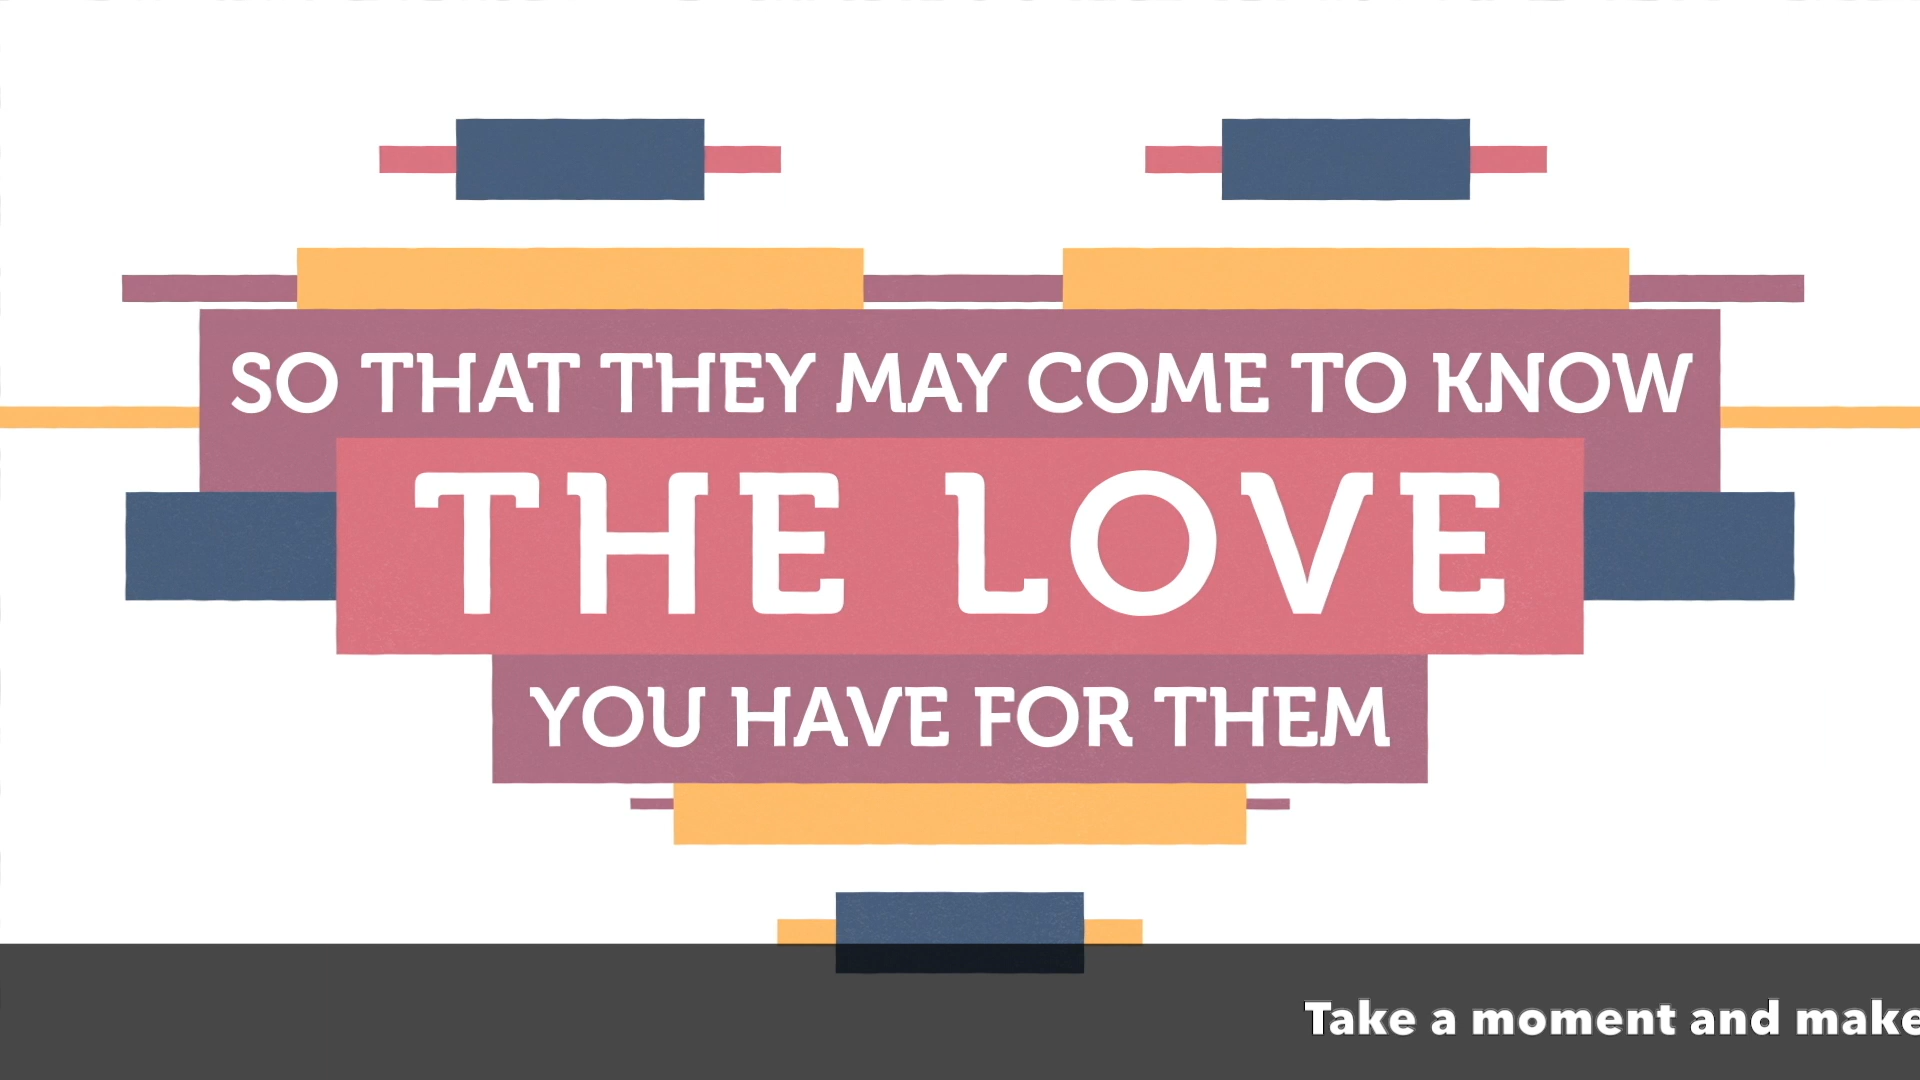 SO THAT THEY MAY COME TO KNOW
THE LOVE
YOU HAVE FOR THEM
Take a moment and make